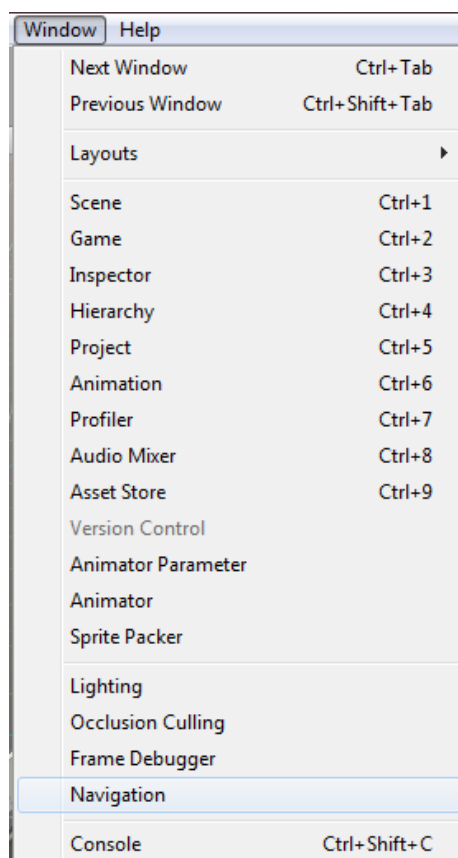 Window Help
Next Window Ctrl+Tab
Previous Window Ctrl+Shift+Tab
Layouts
Scene Ctrl+1
Game Ctrl+2
Inspector Ctrl+3
Hierarchy Ctrl+4
Project Ctrl+5
Animation Ctrl+6
Profiler Ctrl+7
Audio Mixer Ctrl+8
Asset Store Ctrl+9
Version Control
Animator Parameter
Animator
Sprite Packer
Lighting
Occlusion Culling
Frame Debugger
Navigation
Console Ctrl+Shift+C